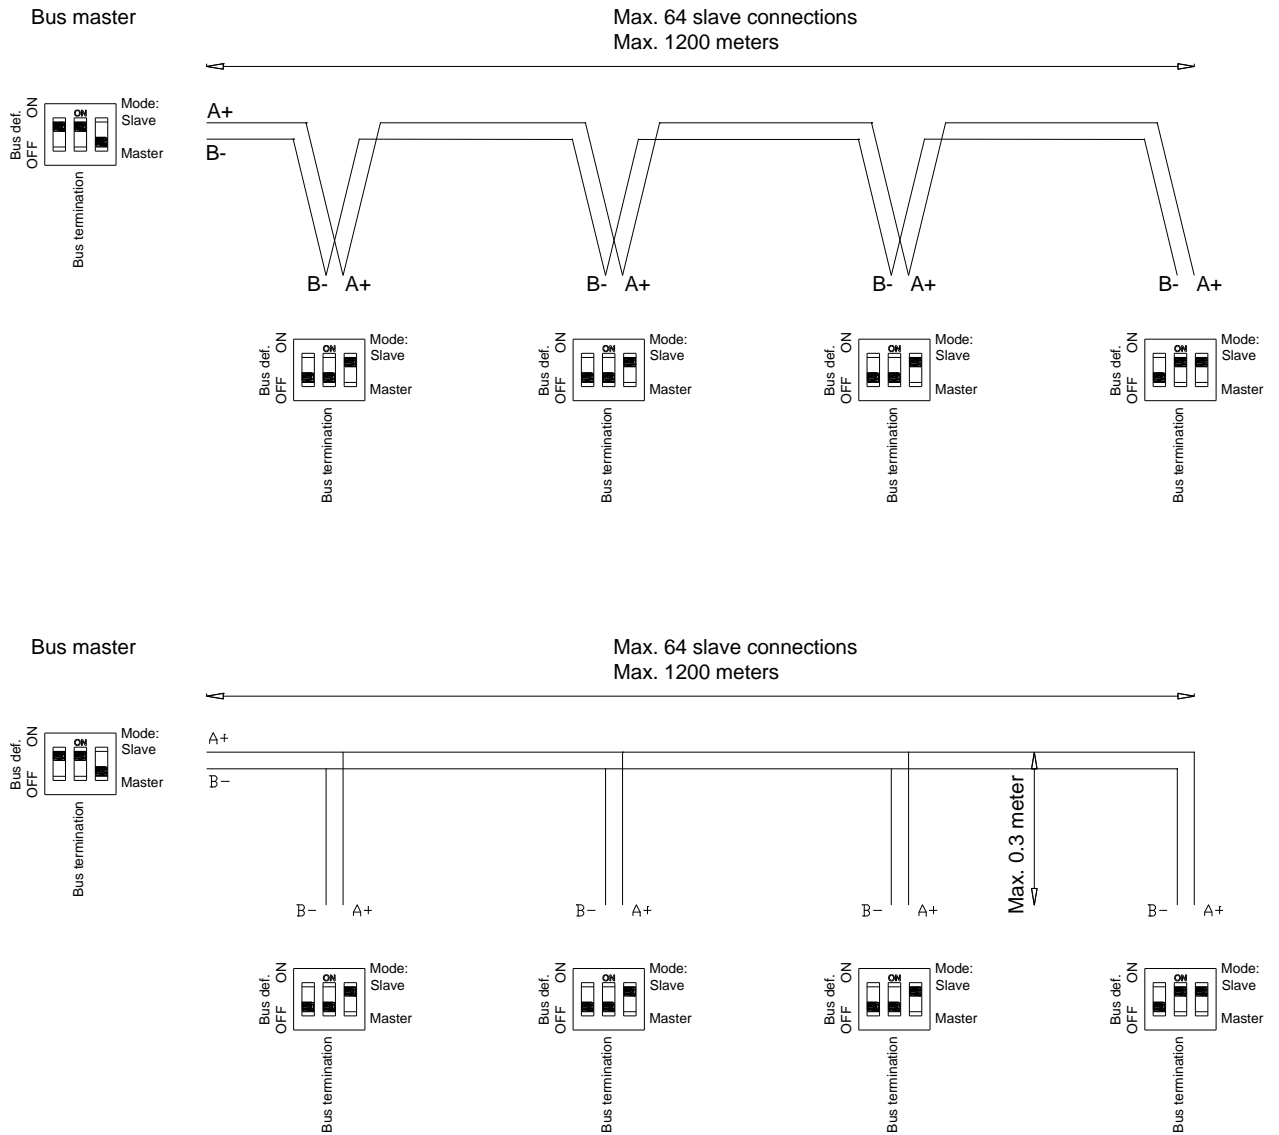 Bus master
Max. 64 slave connections
Max. 1200 meters
Bus def.
OFF ON
ON
Mode:
Slave
Master
Bus termination
A+
B-
B- A+
B- A+
B- A+
B- A+
Bus def.
OFF ON
ON
Mode:
Slave
Master
Bus termination
Bus def.
OFF ON
ON
Mode:
Slave
Master
Bus termination
Bus def.
OFF ON
ON
Mode:
Slave
Master
Bus termination
Bus def.
OFF ON
ON
Mode:
Slave
Master
Bus termination
Bus master
Max. 64 slave connections
Max. 1200 meters
Bus def.
OFF ON
ON
Mode:
Slave
Master
Bus termination
A+
B-
Max. 0.3 meter
B- A+
B- A+
B- A+
B- A+
Bus def.
OFF ON
ON
Mode:
Slave
Master
Bus termination
Bus def.
OFF ON
ON
Mode:
Slave
Master
Bus termination
Bus def.
OFF ON
ON
Mode:
Slave
Master
Bus termination
Bus def.
OFF ON
ON
Mode:
Slave
Master
Bus termination